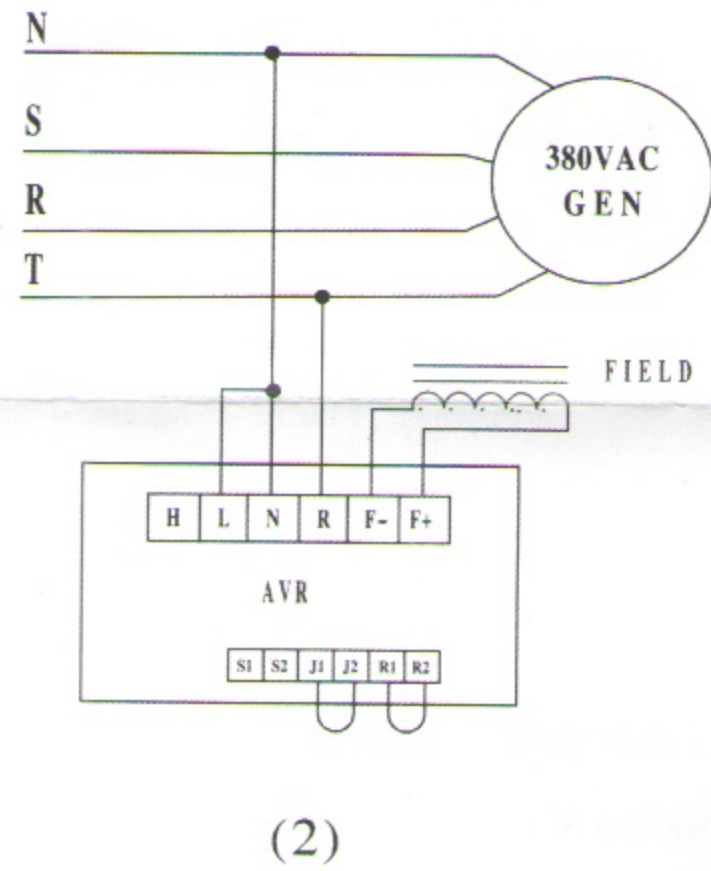 N
S
R
T
380VAC
GEN
FIELD
H L N R F- F+
AVR
S1 S2 J1 J2 R1 R2
(2)